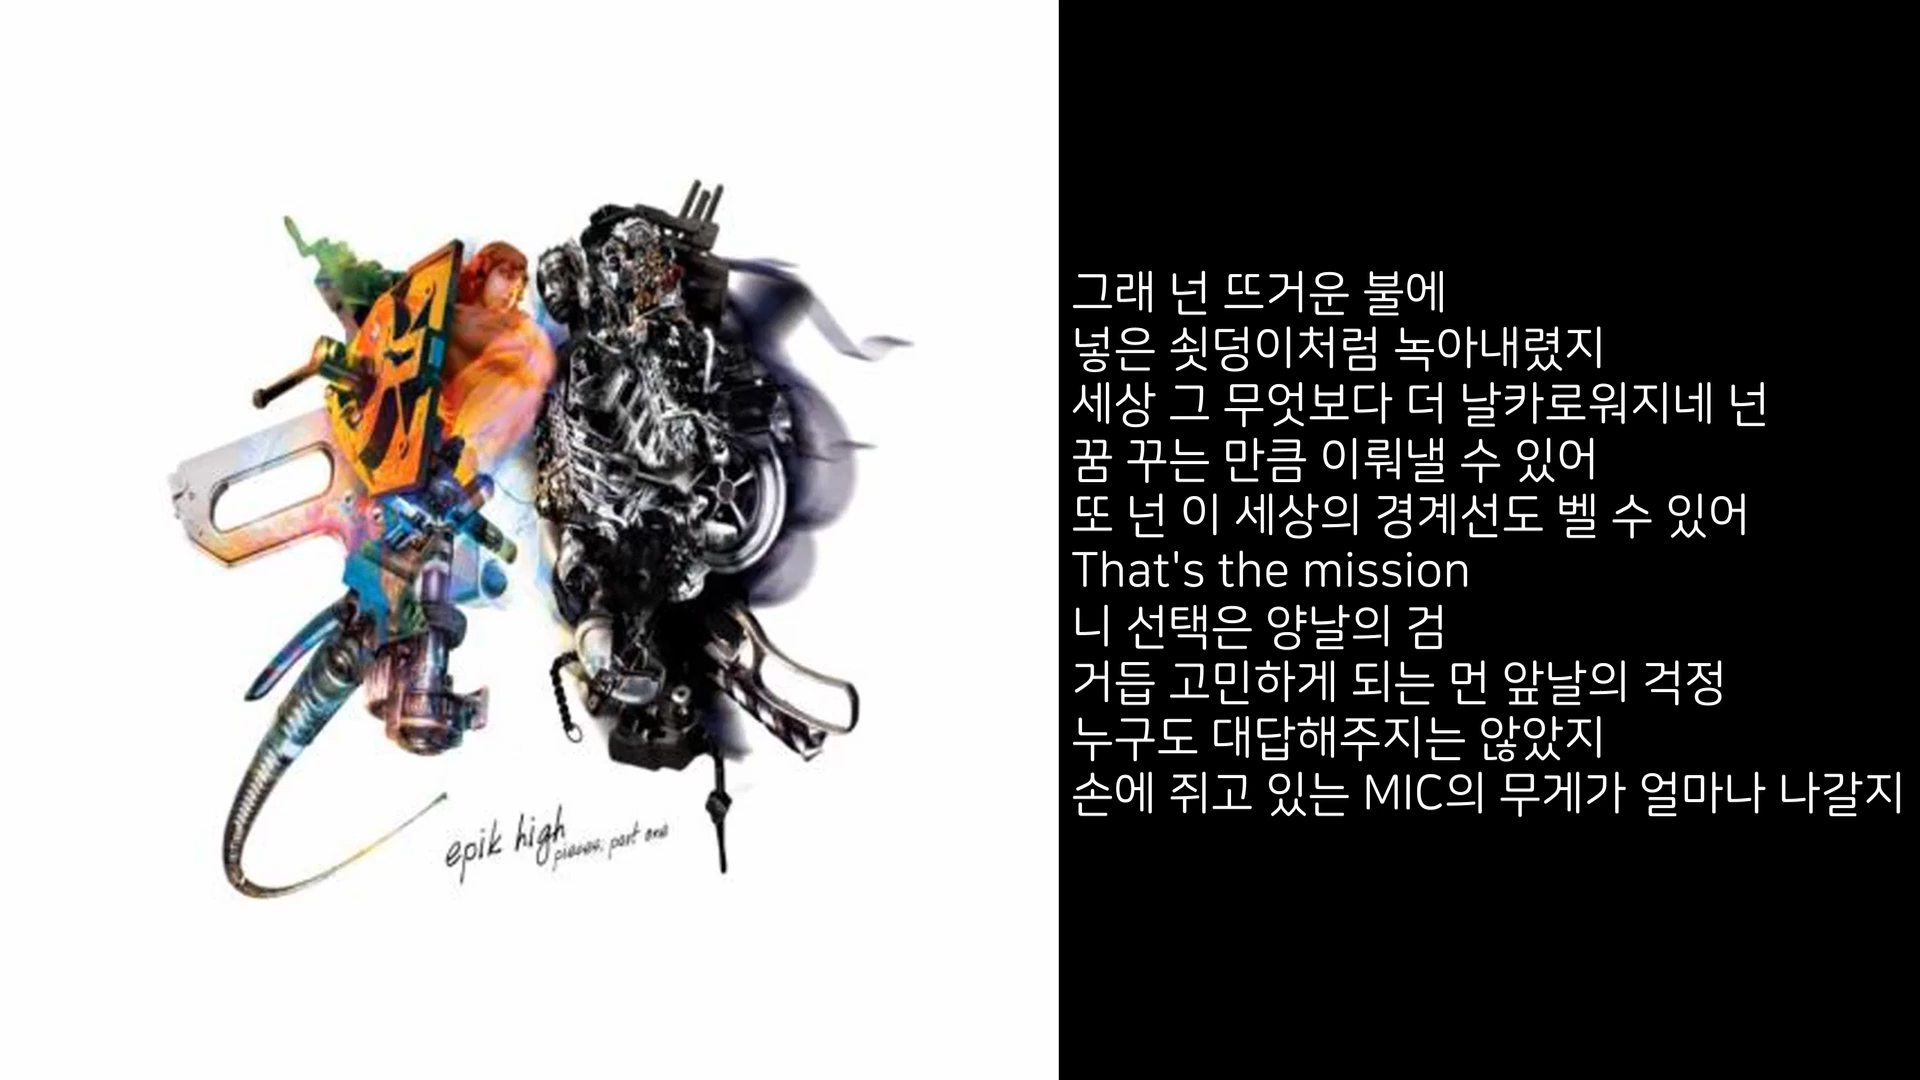 epik high
pieces, part one
그래 넌 뜨거운 불에
넣은 쇳덩이처럼 녹아내렸지
세상 그 무엇보다 더 날카로워지네 넌
꿈 꾸는 만큼 이뤄낼 수 있어
또 넌 이 세상의 경계선도 벨 수 있어
That's the mission
니 선택은 양날의 검
거듭 고민하게 되는 먼 앞날의 걱정
누구도 대답해주지는 않았지
손에 쥐고 있는 MIC의 무게가 얼마나 나갈지